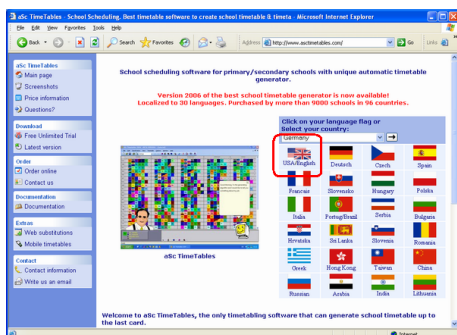 aSc TimeTables - School Scheduling. Best timetable software to create school timetable & timeta - Microsoft Internet Explorer
File Edit View Favorites Tools Help
Back Search Favorites Address http://www.asctimetables.com/ Go Links
aSc TimeTables
Main page
Screenshots
Price information
Questions?
Download
Free Unlimited Trial
Latest version
Order
Order online
Contact us
Documentation
Documentation
Extras
Web substitutions
Mobile timetables
Contact
Contact information
Write us an email
School scheduling software for primary/secondary schools with unique automatic timetable
generator.
Version 2006 of the best school timetable generator is now available!
Localized to 30 languages. Purchased by more than 9000 schools in 96 countries.
Click on your language flag or
Select your country:
Germany
USA/English Deutsch Czech Spain
Francais Slovensko Hungary Polska
Italia Portug/Brazil Serbia Bulgaria
Hrvatska Sri Lanka Slovenia Romania
Greek Hong Kong Taiwan China
Russian Arabia India Lithuania
aSc TimeTables
Welcome to aSc TimeTables, the only timetabling software that can generate school timetable up to
the last card.
Internet